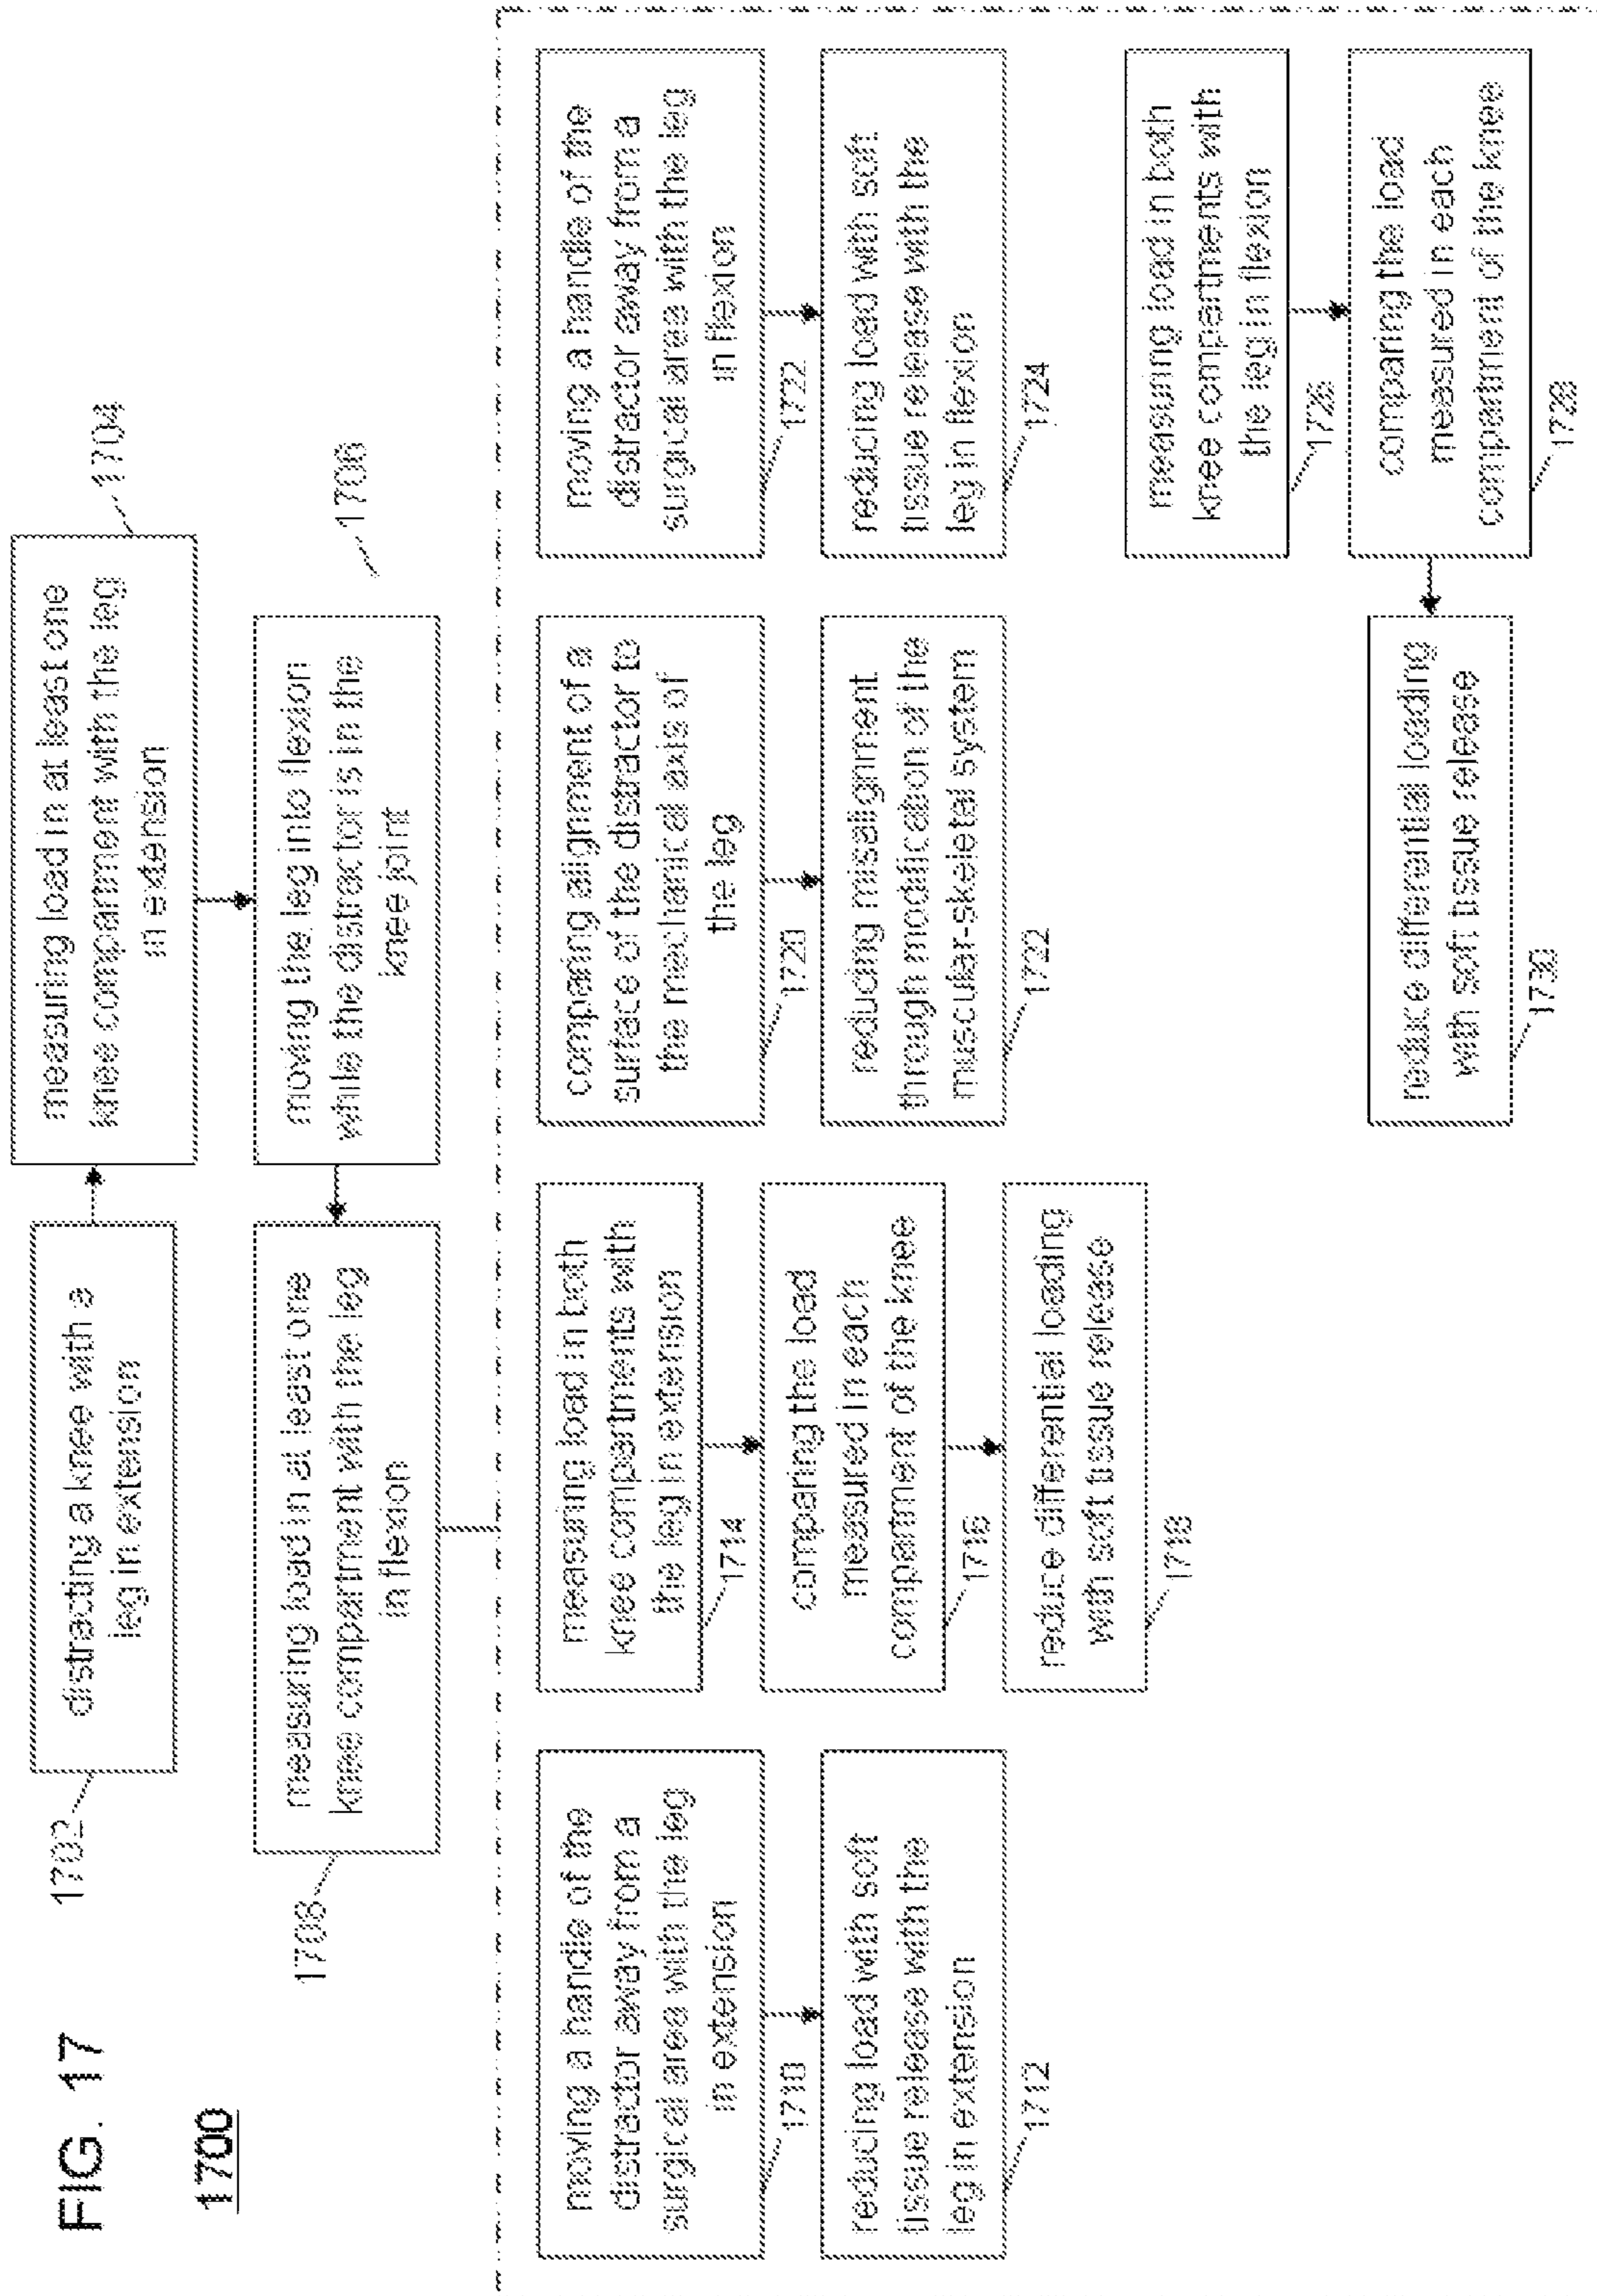 FIG. 17
1700
1702
distracting a knee with a
leg in extension
measuring load in at least one
knee compartment with the leg
in extension
1704
1708
measuring load in at least one
knee compartment with the leg
in flexion
moving the leg into flexion
while the distractor is in the
knee joint
1706
moving a handle of the
distractor away from a
surgical area with the leg
in extension
1710
reducing load with soft
tissue release with the
leg in extension
1712
measuring load in both
knee compartments with
the leg in extension
1714
comparing the load
measured in each
compartment of the knee
1716
reduce differential loading
with soft tissue release
1718
comparing alignment of a
surface of the distractor to
the mechanical axis of
the leg
1720
reducing misalignment
through modification of the
muscular-skeletal system
1722
moving a handle of the
distractor away from a
surgical area with the leg
in flexion
1722
reducing load with soft
tissue release with the
leg in flexion
1724
measuring load in both
knee compartments with
the leg in flexion
1726
comparing the load
measured in each
compartment of the knee
1728
reduce differential loading
with soft tissue release
1730